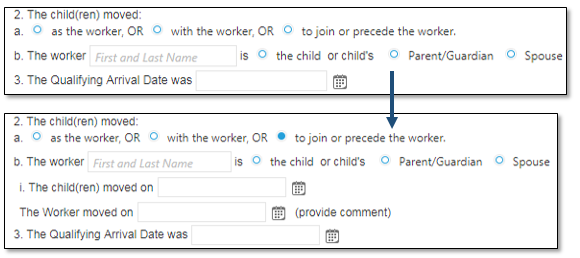 2. The child(ren) moved:
a. as the worker, OR with the worker, OR to join or precede the worker.
b. The worker First and Last Name is the child or child's Parent/Guardian Spouse
3. The Qualifying Arrival Date was
2. The child(ren) moved:
a. as the worker, OR with the worker, OR to join or precede the worker.
b. The worker First and Last Name is the child or child's Parent/Guardian Spouse
i. The child(ren) moved on
The Worker moved on (provide comment)
3. The Qualifying Arrival Date was